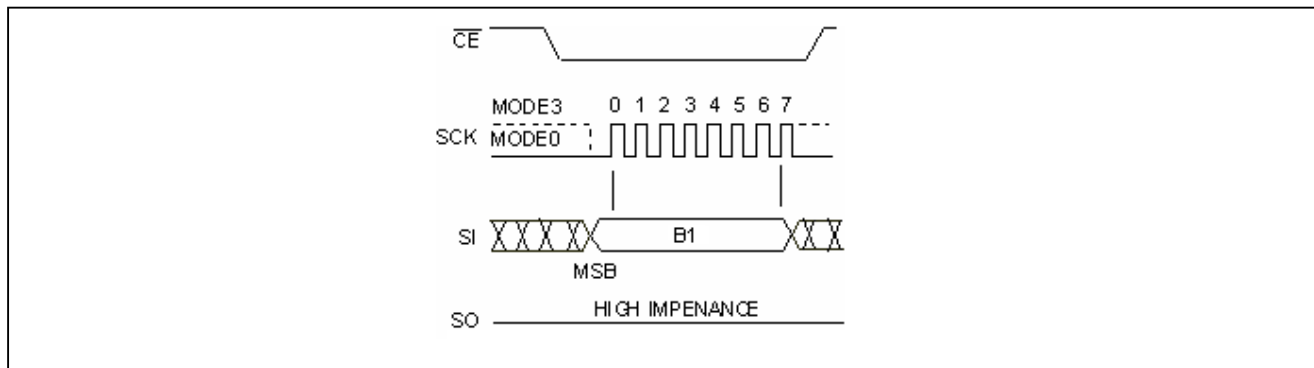 CE
MODE3 0 1 2 3 4 5 6 7
SCK MODE0
SI B1
MSB
HIGH IMPENANCE
SO